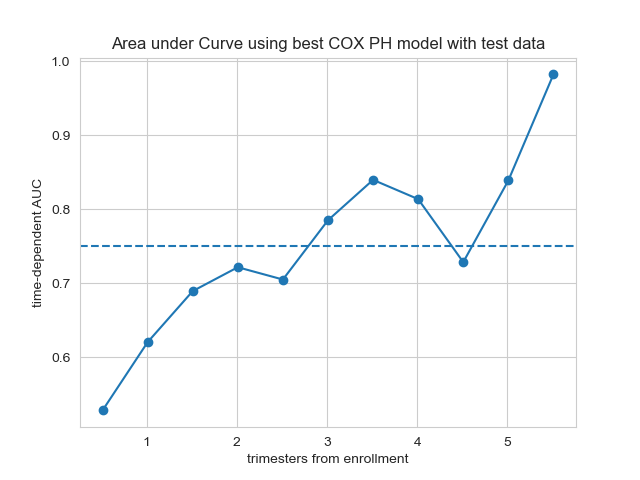 Area under Curve using best COX PH model with test data
time-dependent AUC
1.0
0.9
0.8
0.7
0.6
1 2 3 4 5
trimesters from enrollment